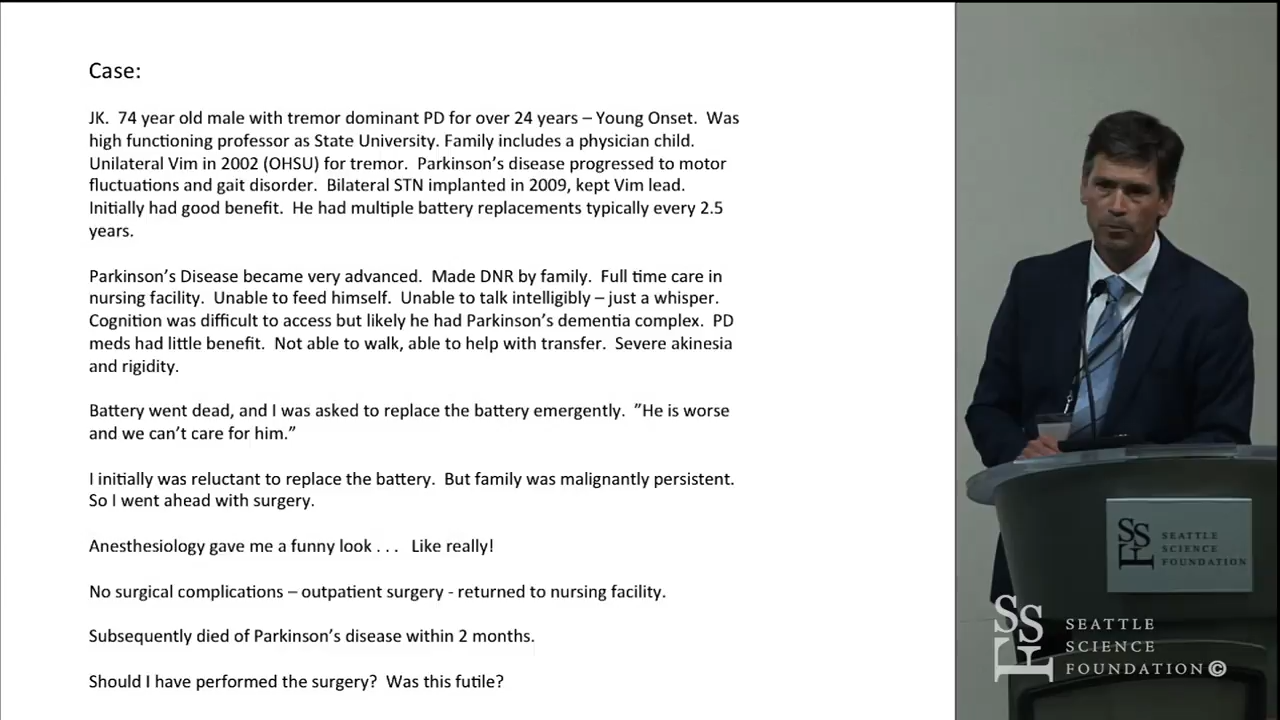 Case:
JK. 74 year old male with tremor dominant PD for over 24 years – Young Onset. Was
high functioning professor as State University. Family includes a physician child.
Unilateral Vim in 2002 (OHSU) for tremor. Parkinson's disease progressed to motor
fluctuations and gait disorder. Bilateral STN implanted in 2009, kept Vim lead.
Initially had good benefit. He had multiple battery replacements typically every 2.5
years.
Parkinson's Disease became very advanced. Made DNR by family. Full time care in
nursing facility. Unable to feed himself. Unable to talk intelligibly – just a whisper.
Cognition was difficult to access but likely he had Parkinson's dementia complex. PD
meds had little benefit. Not able to walk, able to help with transfer. Severe akinesia
and rigidity.
Battery went dead, and I was asked to replace the battery emergently. ”He is worse
and we can't care for him.”
I initially was reluctant to replace the battery. But family was malignantly persistent.
So I went ahead with surgery.
Anesthesiology gave me a funny look . . . Like really!
No surgical complications – outpatient surgery - returned to nursing facility.
Subsequently died of Parkinson's disease within 2 months.
Should I have performed the surgery? Was this futile?
SSF
SEATTLE
SCIENCE
FOUNDATION
SSF
SEATTLE
SCIENCE
FOUNDATION©